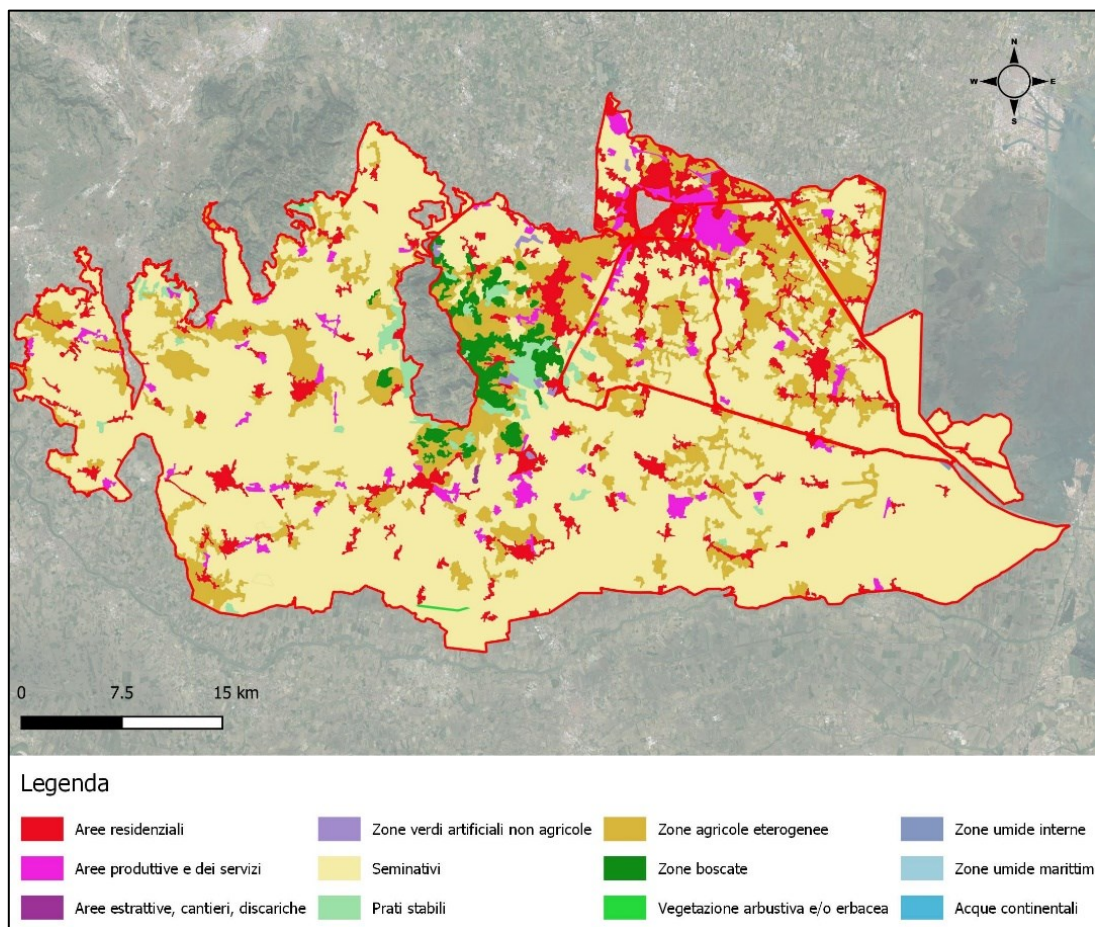 N
W E
S
0 7.5 15 km
Legenda
Aree residenziali
Aree produttive e dei servizi
Aree estrattive, cantieri, discariche
Zone verdi artificiali non agricole
Seminativi
Prati stabili
Zone agricole eterogenee
Zone boscate
Vegetazione arbustiva e/o erbacea
Zone umide interne
Zone umide marittim
Acque continentali